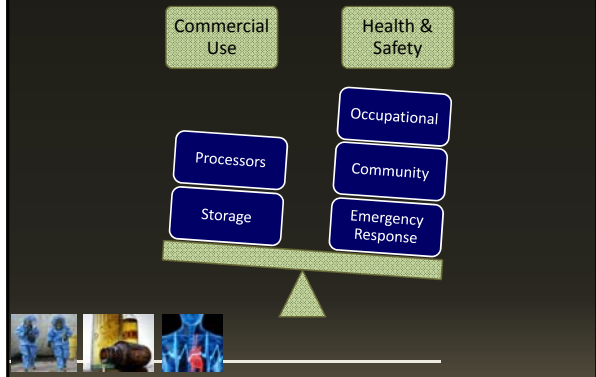 Commercial
Use
Health &
Safety
Occupational
Processors
Community
Storage
Emergency
Response